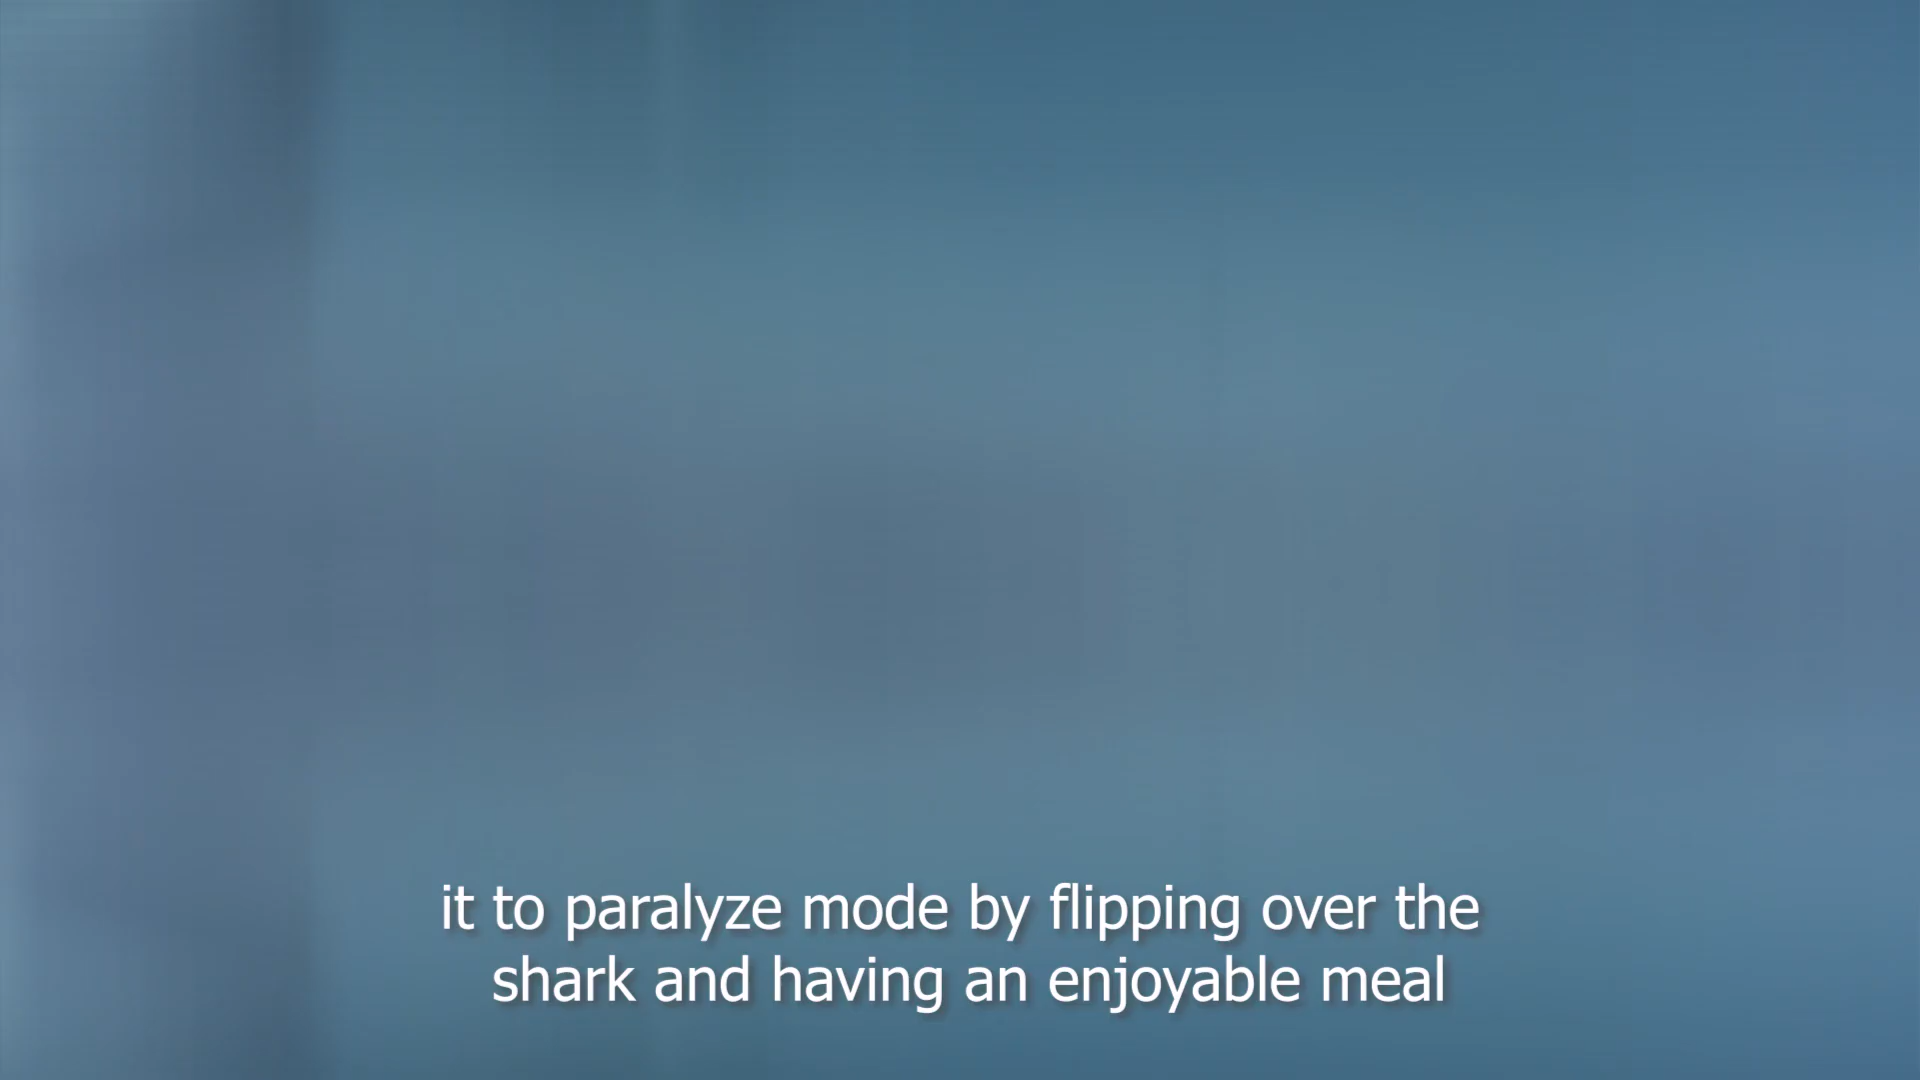 it to paralyze mode by flipping over the
shark and having an enjoyable meal